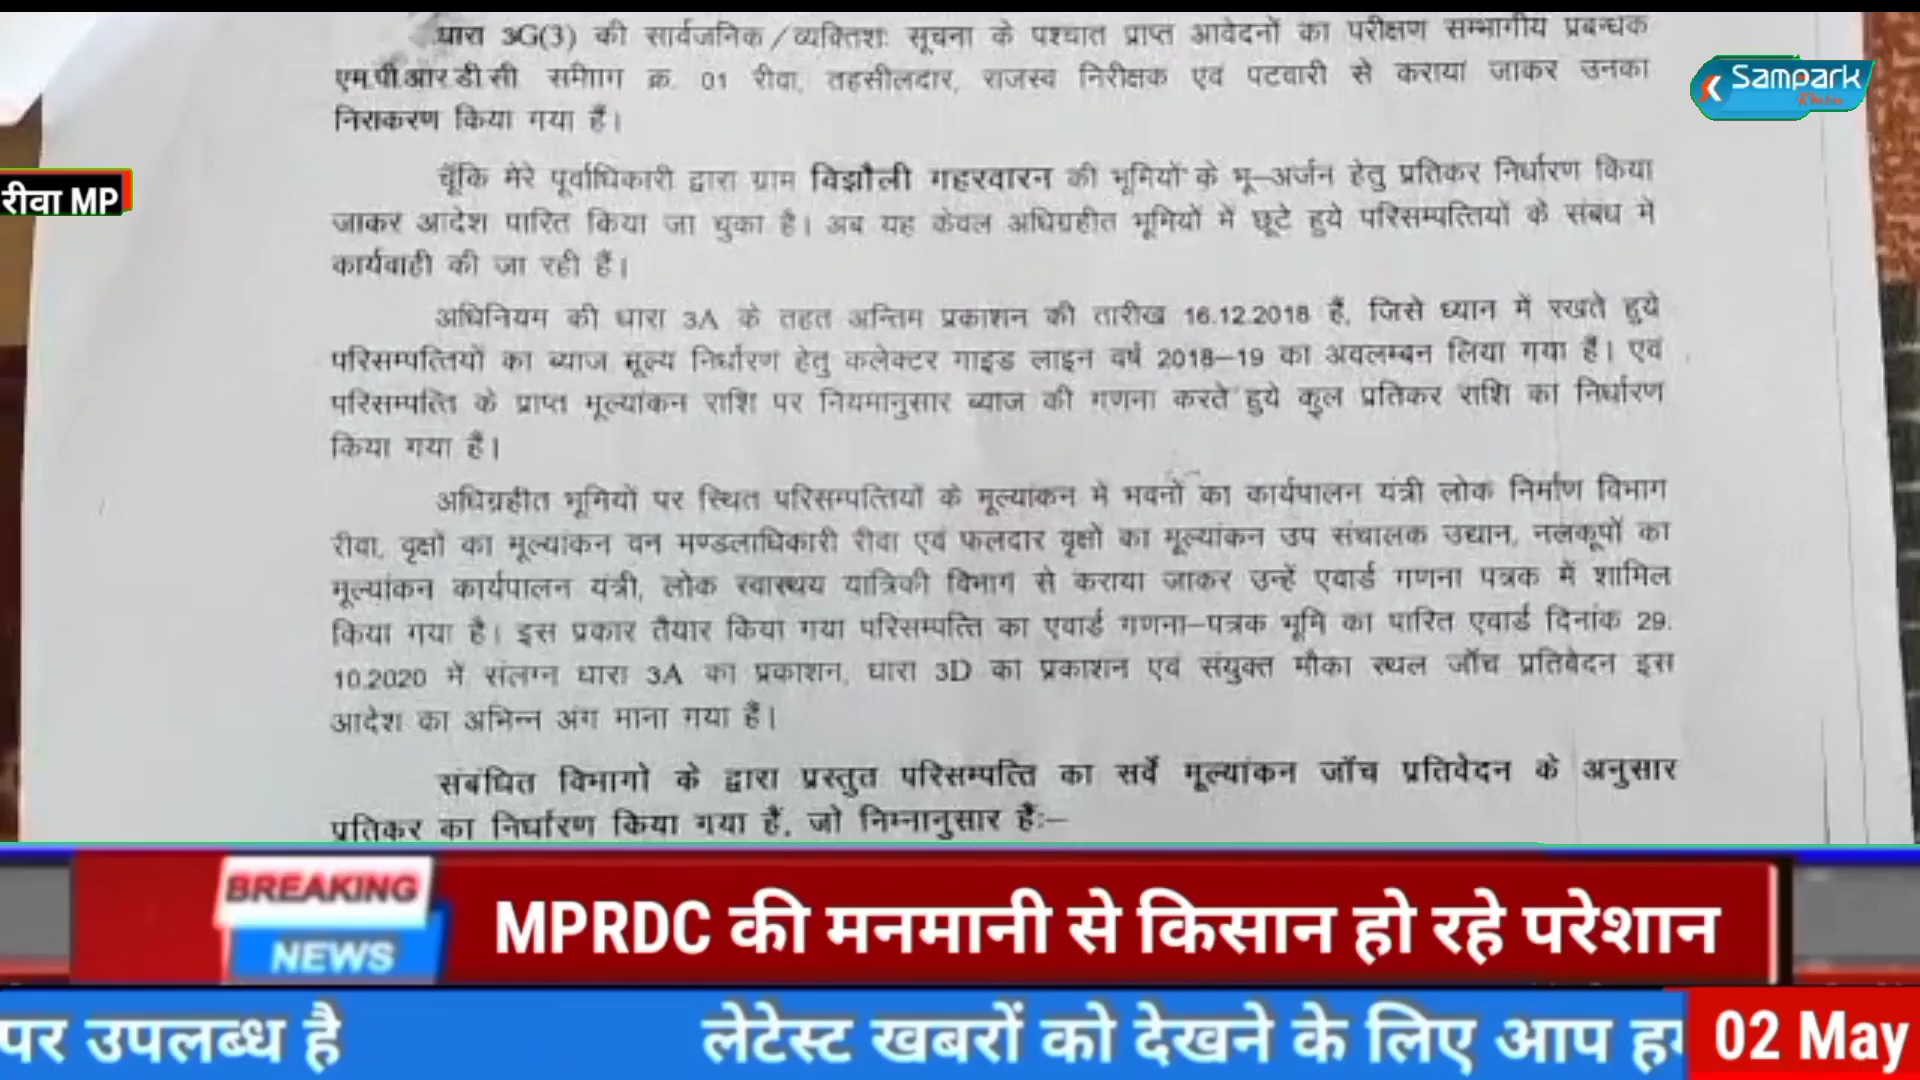 धारा 3G(3) की सार्वजनिक/व्यक्तिशः सूचना के पश्चात प्राप्त आवेदनों का परीक्षण सम्भागीय प्रबन्धक
एम.पी.आर.डी.सी क्र. 01 रीवा, तहसीलदार, राजस्व निरीक्षक एवं पटवारी से कराया जाकर उनका
निराकरण किया गया हैं।
Sampark
रीवा MP
चूँकि मेरे पूर्वाधिकारी द्वारा ग्राम विझौली गहरवारन की भूमियों के भू-अर्जन हेतु प्रतिकर निर्धारण किया
जाकर आदेश पारित किया जा चुका है। अब यह केवल अधिग्रहीत भूमियों में छूटे हुये परिसम्पत्तियों के संबध में
कार्यवाही की जा रही हैं।
अधिनियम की धारा 3A के तहत अन्तिम प्रकाशन की तारीख 16.12.2018 हैं, जिसे ध्यान में रखते हुये
परिसम्पत्तियों का ब्याज मूल्य निर्धारण हेतु कलेक्टर गाइड लाइन वर्ष 2018-19 का अवलम्बन लिया गया हैं। एवं
परिसम्पत्ति के प्राप्त मूल्यांकन राशि पर नियमानुसार ब्याज की गणना करते हुये कुल प्रतिकर राशि का निर्धारण
किया गया हैं।
अधिग्रहीत भूमियों पर स्थित परिसम्पत्तियों के मूल्यांकन में भवनों का कार्यपालन यंत्री लोक निर्माण विभाग
रीवा, वृक्षों का मूल्यांकन वन मण्डलाधिकारी रीवा एवं फलदार वृक्षो का मूल्यांकन उप संचालक उद्यान, नलकूपों का
मूल्यांकन कार्यपालन यंत्री, लोक स्वास्थय यात्रिकी विभाग से कराया जाकर उन्हें एवार्ड गणना पत्रक में शामिल
किया गया है। इस प्रकार तैयार किया गया परिसम्पत्ति का एवार्ड गणना-पत्रक भूमि का पारित एवार्ड दिनांक 29.
10.2020 में संलग्न धारा 3A का प्रकाशन, धारा 3D का प्रकाशन एवं संयुक्त मौका स्थल जॉच प्रतिवेदन इस
आदेश का अभिन्न अंग माना गया हैं।
संबंधित विभागो के द्वारा प्रस्तुत परिसम्पत्ति का सर्वे मूल्यांकन जॉच प्रतिवेदन के अनुसार
प्रतिकर का निर्धारण किया गया हैं, जो निम्नानुसार हैः-
BREAKING
NEWS
MPRDC की मनमानी से किसान हो रहे परेशान
पर उपलब्ध है लेटेस्ट खबरों को देखने के लिए आप
02 May